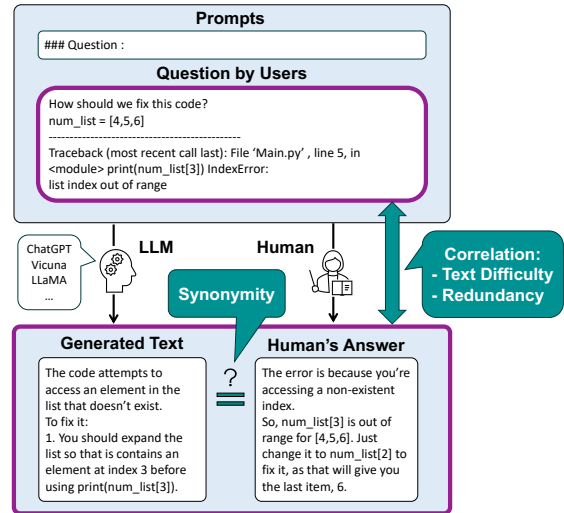 Prompts
### Question :
Question by Users
How should we fix this code?
num_list = [4,5,6]
--------------------------------------------
Traceback (most recent call last): File ‘Main.py’ , line 5, in
<module> print(num_list[3]) IndexError:
list index out of range
ChatGPT
Vicuna
LLaMA
...
LLM
Human
Correlation:
- Text Difficulty
- Redundancy
Synonymity
Generated Text
The code attempts to
access an element in the
list that doesn’t exist.
To fix it:
1. You should expand the
list so that is contains an
element at index 3 before
using print(num_list[3]).
?
=
Human’s Answer
The error is because you’re
accessing a non-existent
index.
So, num_list[3] is out of
range for [4,5,6]. Just
change it to num_list[2] to
fix it, as that will give you
the last item, 6.